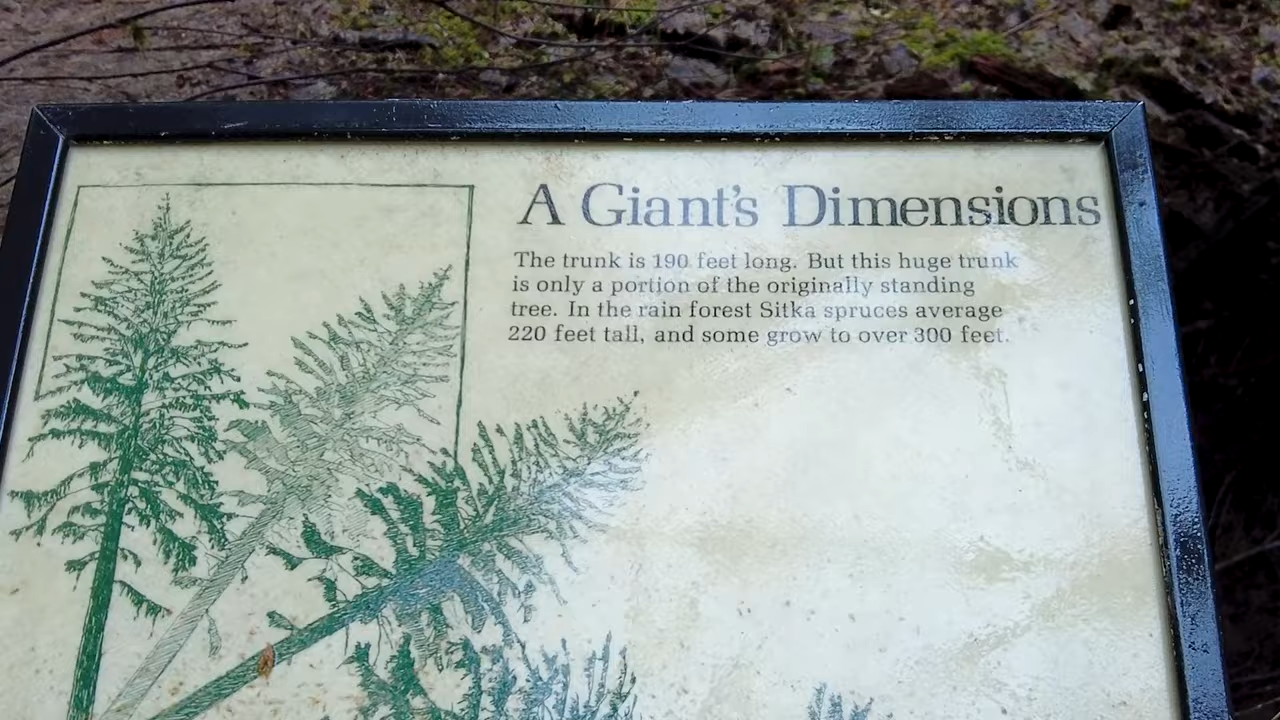 A Giant's Dimensions
The trunk is 190 feet long. But this huge trunk
is only a portion of the originally standing
tree. In the rain forest Sitka spruces average
220 feet tall, and some grow to over 300 feet.